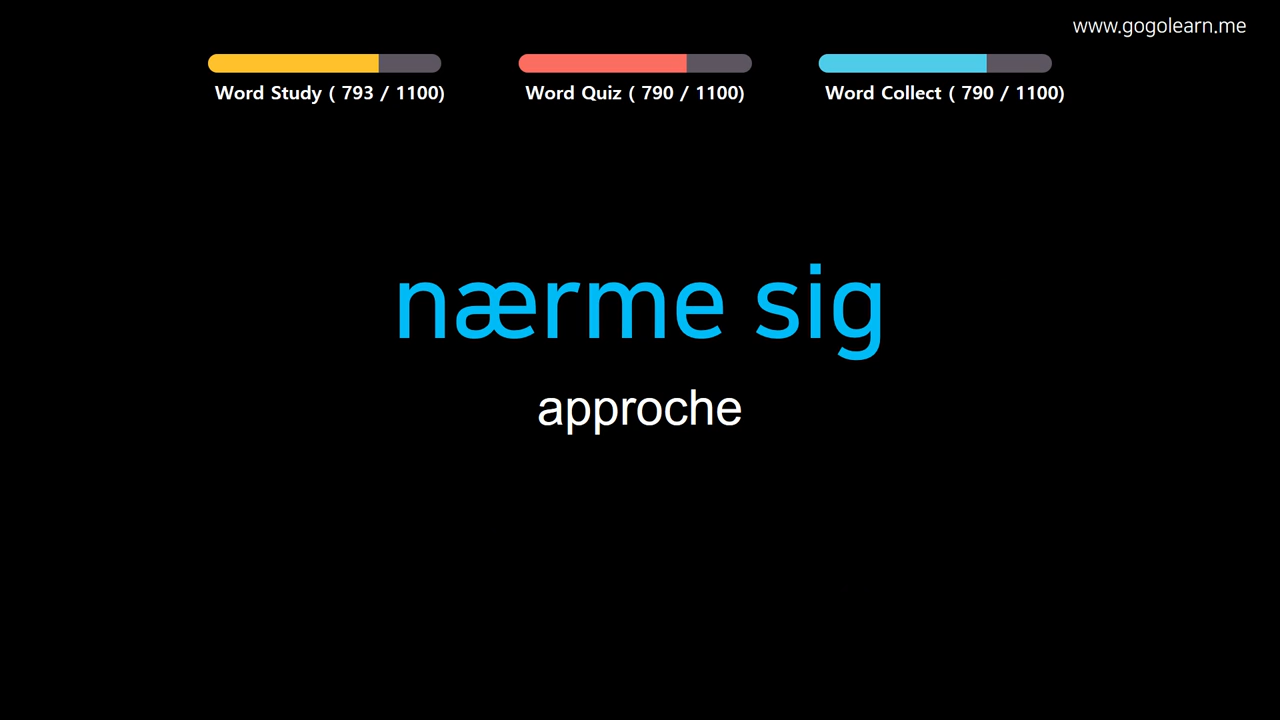 www.gogolearn.me
Word Study ( 793 / 1100)
Word Quiz ( 790 / 1100)
Word Collect ( 790 / 1100)
nærme sig
approche